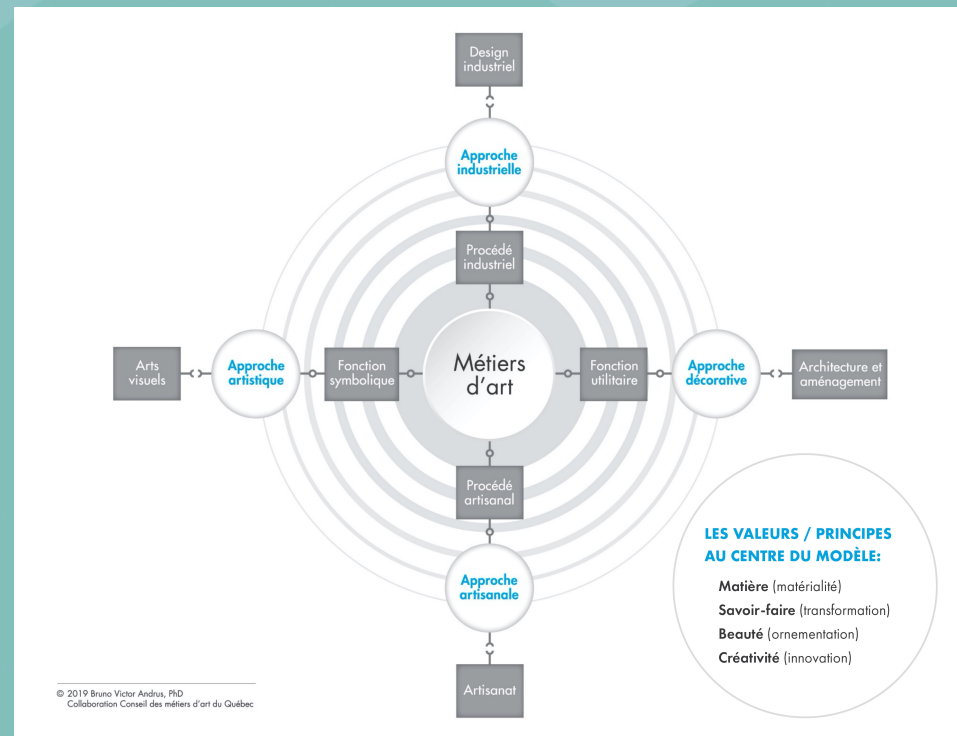 Design
industriel
Approche
industrielle
Procédé
industriel
Arts
visuels
Approche
artistique
Fonction
symbolique
Métiers
d'art
Fonction
utilitaire
Approche
décorative
Architecture et
aménagement
Procédé
artisanal
Approche
artisanale
Artisanat
LES VALEURS / PRINCIPES
AU CENTRE DU MODÈLE:
Matière (matérialité)
Savoir-faire (transformation)
Beauté (ornementation)
Créativité (innovation)
© 2019 Bruno Victor Andrus, PhD
Collaboration Conseil des métiers d'art du Québec